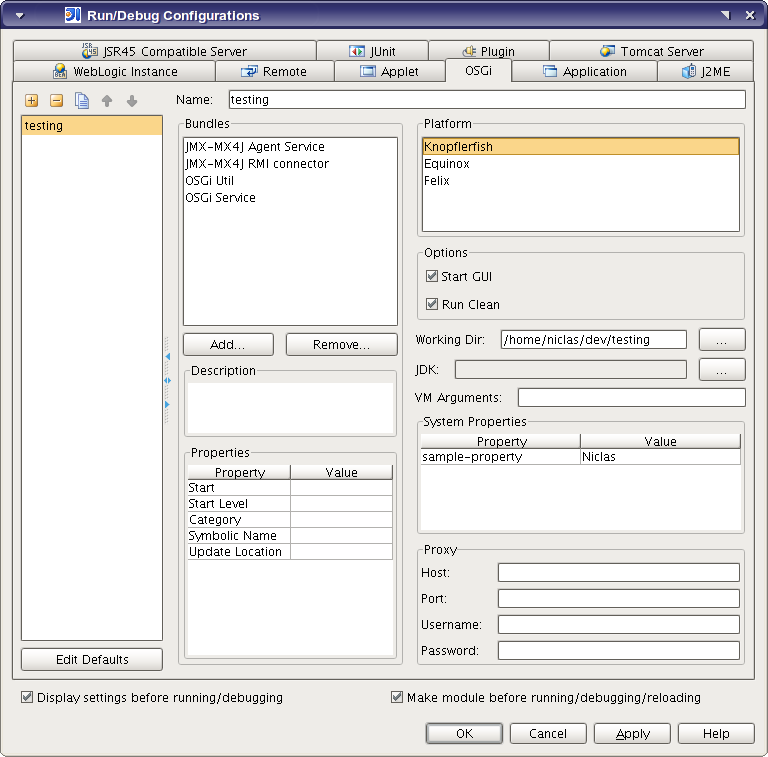 Run/Debug Configurations
JSR45 Compatible Server
JUnit
Plugin
Tomcat Server
WebLogic Instance
Remote
Applet
OSGi
Application
J2ME
testing
Name:
testing
Bundles
JMX-MX4J Agent Service
JMX-MX4J RMI connector
OSGi Util
OSGi Service
Add...
Remove...
Description
Properties
Property
Value
Start
Start Level
Category
Symbolic Name
Update Location
Platform
Knopflerfish
Equinox
Felix
Options
Start GUI
Run Clean
Working Dir:
/home/niclas/dev/testing
...
JDK:
...
VM Arguments:
System Properties
Property
Value
sample-property
Niclas
Proxy
Host:
Port:
Username:
Password:
Edit Defaults
Display settings before running/debugging
Make module before running/debugging/reloading
OK
Cancel
Apply
Help